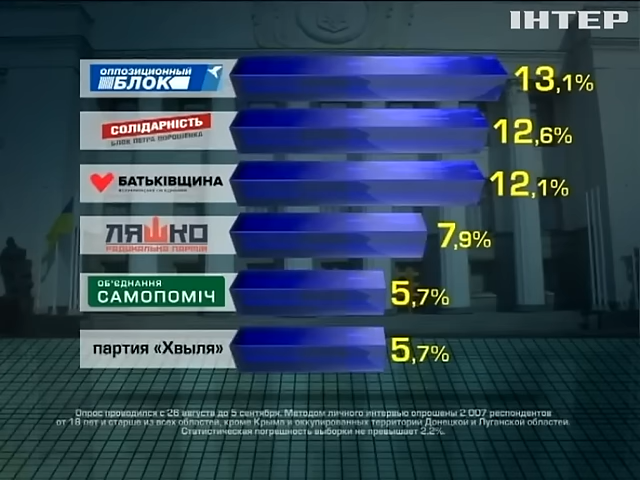 ІНТЕР
ОППОЗИЦИОННЫЙ
БЛОК
13,1%
СОЛІДАРНІСТЬ
БЛОК ПЕТРА ПОРОШЕНКА
12,6%
БАТЬКІВЩИНА
12,1%
ЛЯШКО
РАДИКАЛЬНА ПАРТІЯ
7,9%
ОБ'ЄДНАННЯ
САМОПОМІЧ
5,7%
партия «Хвыля»
5,7%
Опрос проводился с 26 августа до 5 сентября. Методом личного интервью опрошены 2 007 респондентов
от 18 лет и старше из всех областей, кроме Крыма и оккупированных территорий Донецкой и Луганской областей.
Статистическая погрешность выборки не превышает 2,2%.